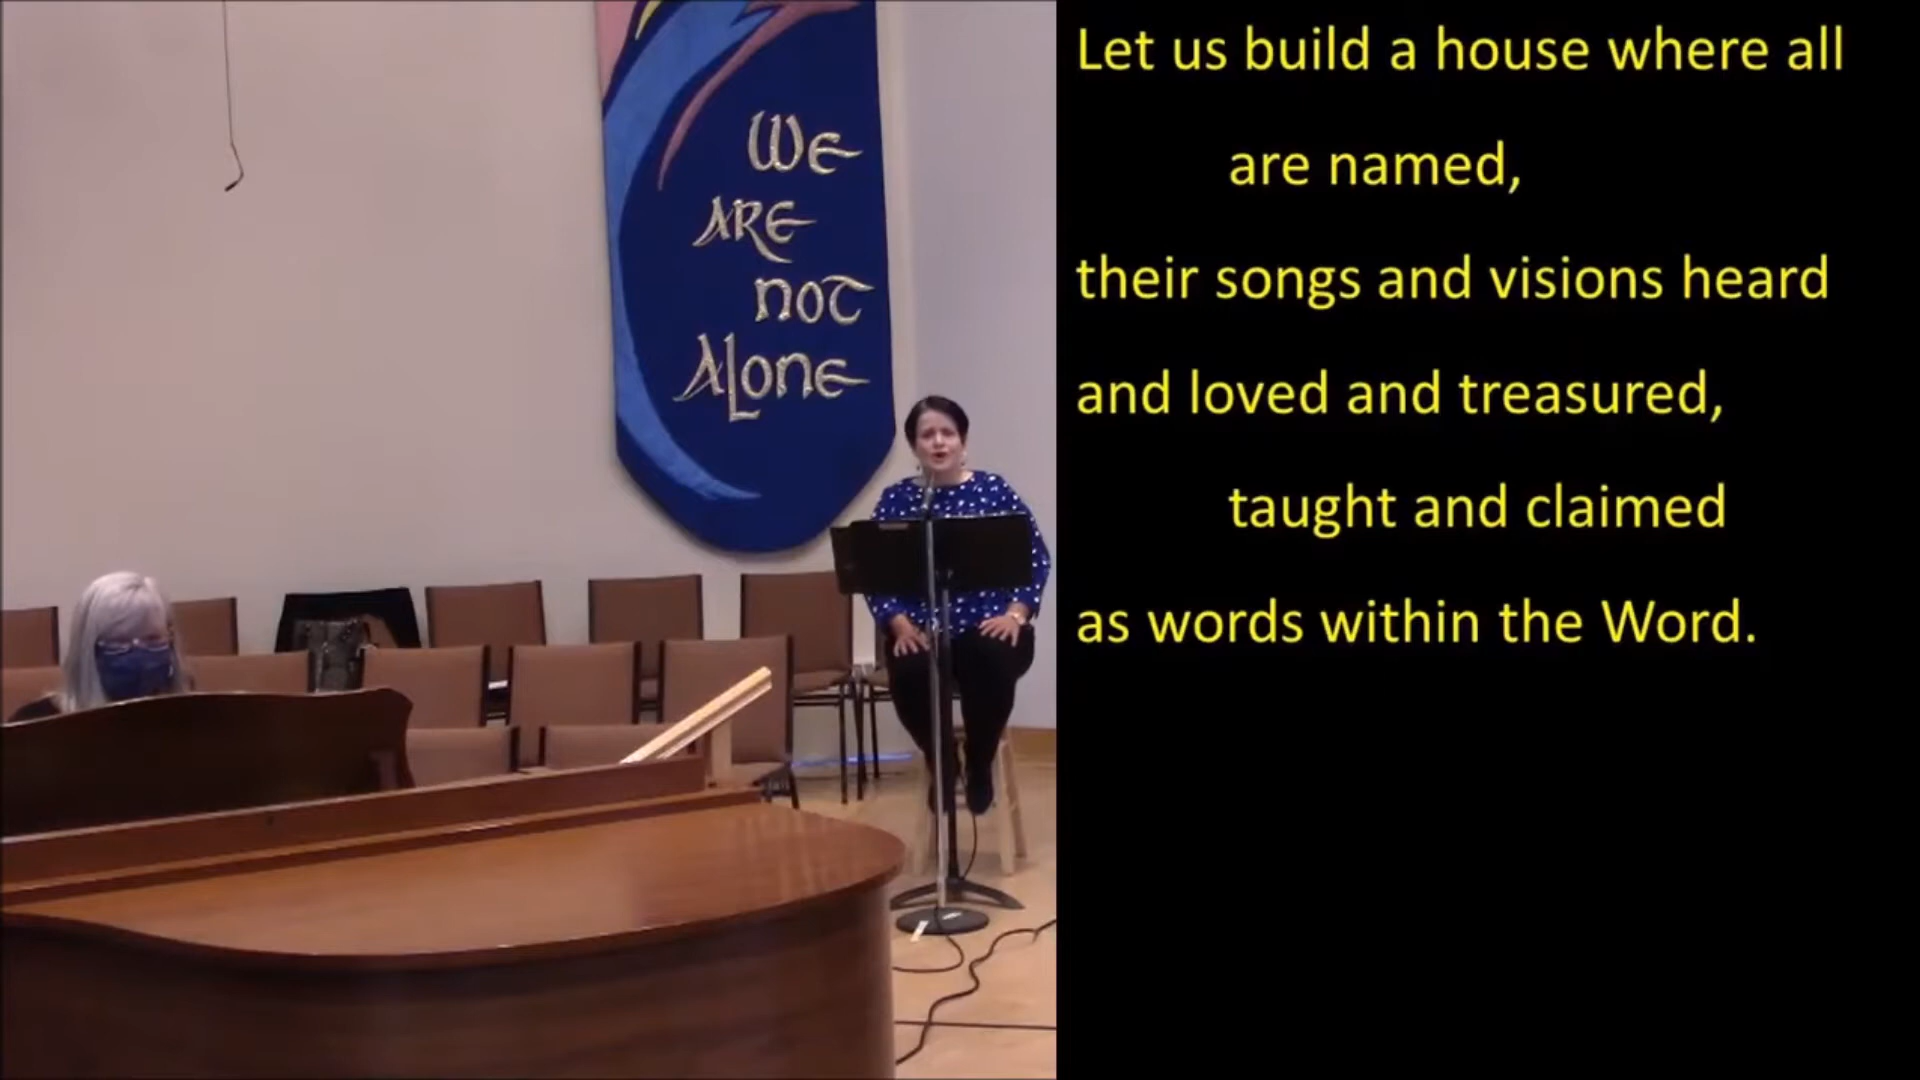 We
are
not
Alone
Let us build a house where all
are named,
their songs and visions heard
and loved and treasured,
taught and claimed
as words within the Word.